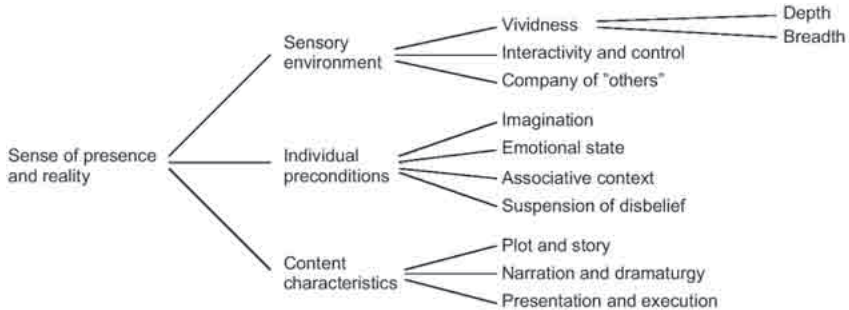 Sense of presence
and reality
Sensory
environment
Vividness
Depth
Breadth
Interactivity and control
Company of "others"
Individual
preconditions
Imagination
Emotional state
Associative context
Suspension of disbelief
Content
characteristics
Plot and story
Narration and dramaturgy
Presentation and execution